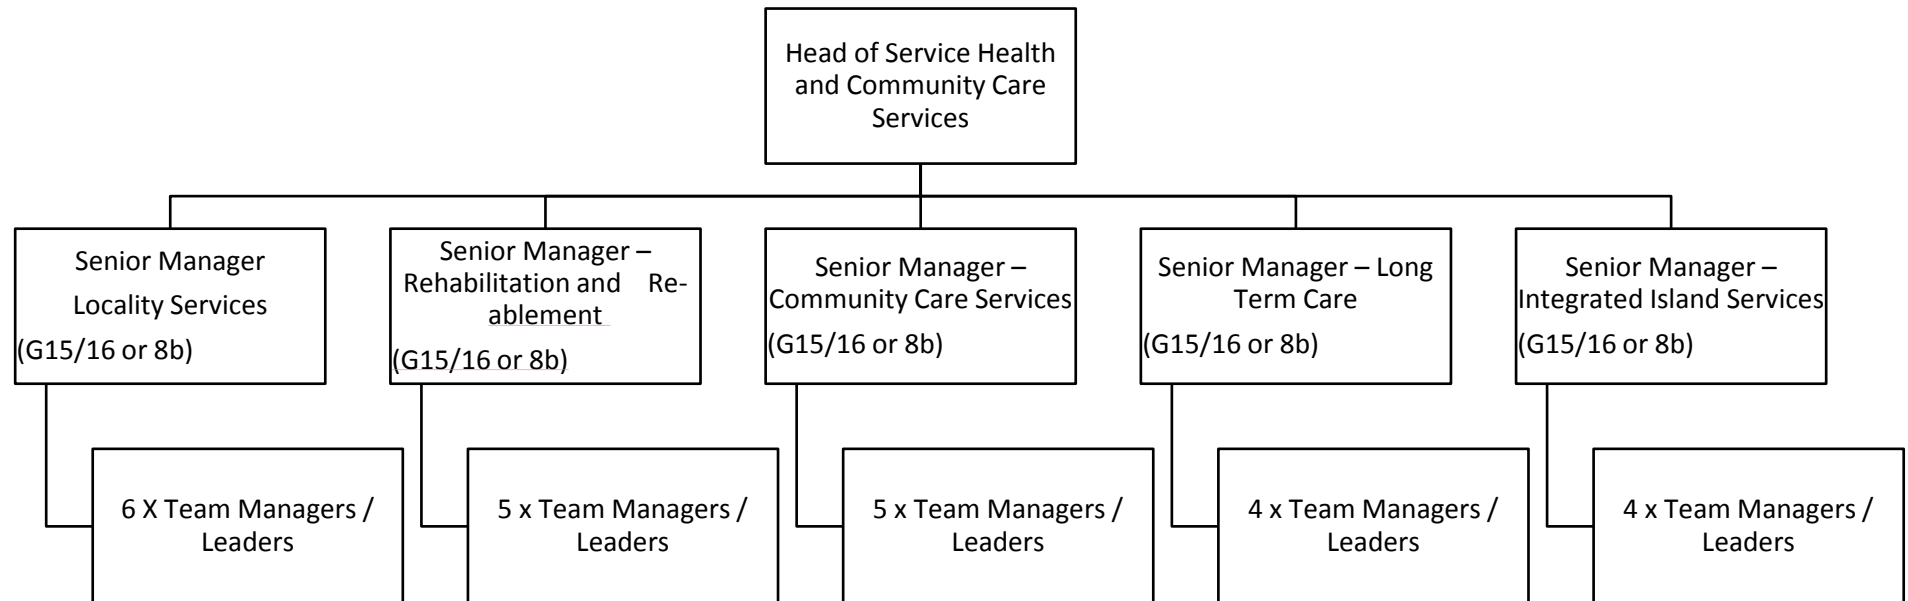 Head of Service Health
and Community Care
Services
Senior Manager
Locality Services
(G15/16 or 8b)
Senior Manager –
Rehabilitation and Re-
ablement
(G15/16 or 8b)
Senior Manager –
Community Care Services
(G15/16 or 8b)
Senior Manager – Long
Term Care
(G15/16 or 8b)
Senior Manager –
Integrated Island Services
(G15/16 or 8b)
6 X Team Managers /
Leaders
5 x Team Managers /
Leaders
5 x Team Managers /
Leaders
4 x Team Managers /
Leaders
4 x Team Managers /
Leaders